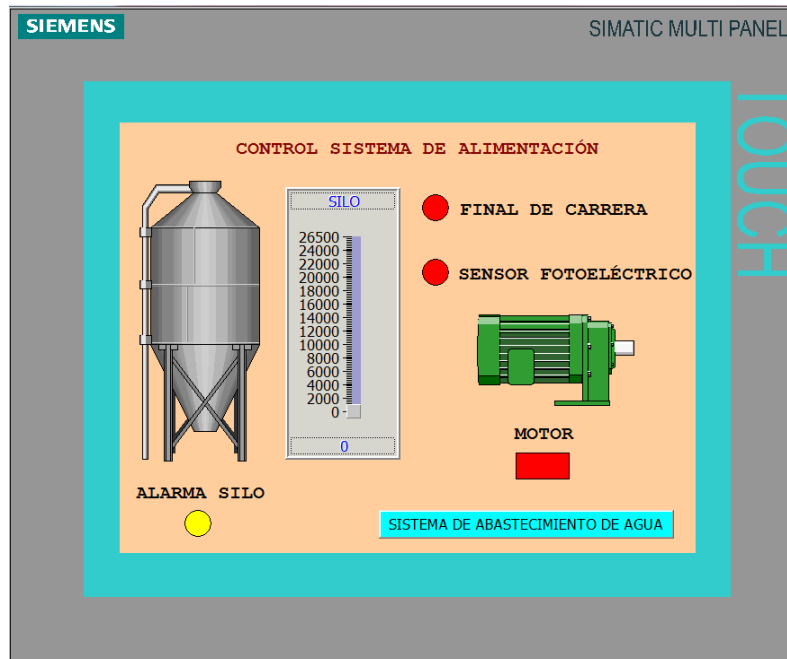 SIEMENS
SIMATIC MULTI PANEL
TOUCH
CONTROL SISTEMA DE ALIMENTACIÓN
SILO
26500
24000
22000
20000
18000
16000
14000
12000
10000
8000
6000
4000
2000
0
0
FINAL DE CARRERA
SENSOR FOTOELÉCTRICO
MOTOR
ALARMA SILO
SISTEMA DE ABASTECIMIENTO DE AGUA